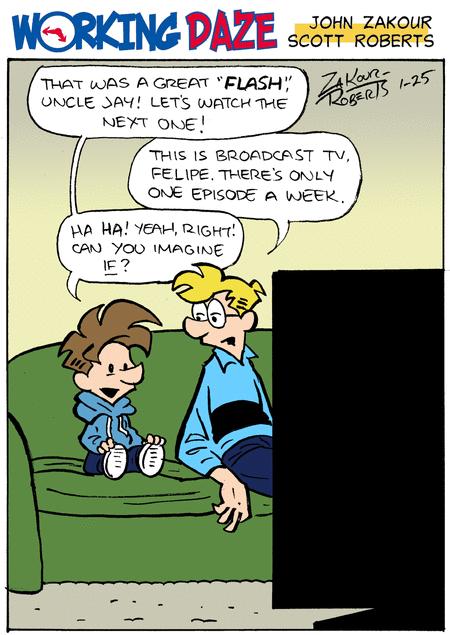 WORKING DAZE
JOHN ZAKOUR
SCOTT ROBERTS
ZAKOUR-
ROBERTS 1-25
THAT WAS A GREAT "FLASH",
UNCLE JAY! LET'S WATCH THE
NEXT ONE!
THIS IS BROADCAST TV,
FELIPE. THERE'S ONLY
ONE EPISODE A WEEK.
HA HA! YEAH, RIGHT!
CAN YOU IMAGINE
IF?